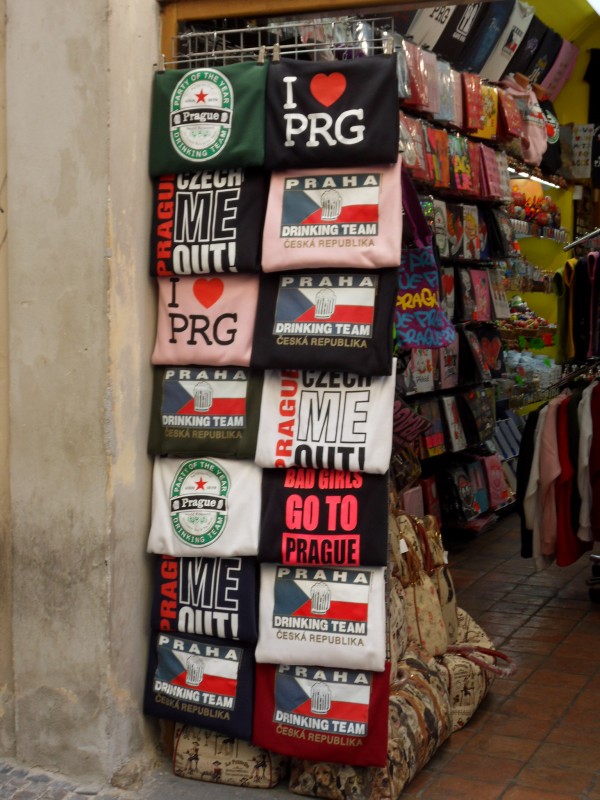 PARTY OF THE YEAR
Prague
DRINKING TEAM
I ❤
PRG
PRAGUE
CZECH
ME
OUT!
PRAHA
DRINKING TEAM
ČESKÁ REPUBLIKA
I ❤
PRG
PRAHA
DRINKING TEAM
ČESKÁ REPUBLIKA
PRAHA
DRINKING TEAM
ČESKÁ REPUBLIKA
PRAGUE
CZECH
ME
OUT!
PARTY OF THE YEAR
Prague
DRINKING TEAM
BAD GIRLS
GO TO
PRAGUE
PRAG
ME
OUT!
PRAHA
DRINKING TEAM
ČESKÁ REPUBLIKA
PRAHA
DRINKING TEAM
ČESKÁ REPUBLIKA
PRAHA
DRINKING TEAM
ČESKÁ REPUBLIKA
PRAGUE